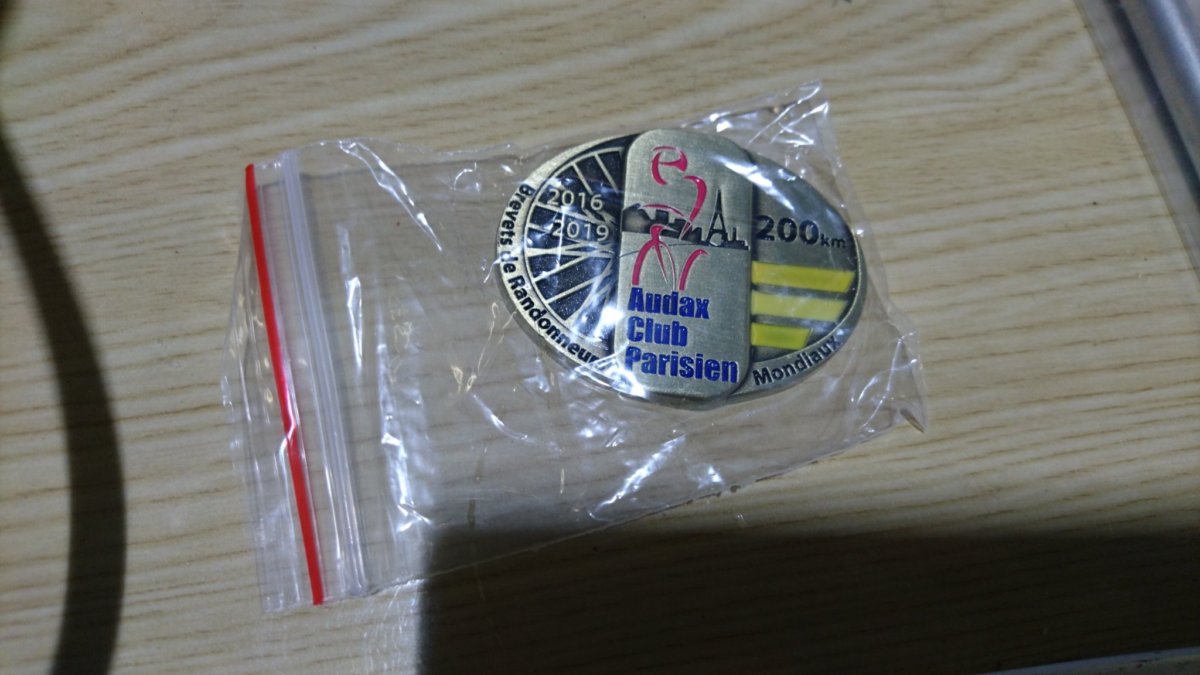 Brevets de Randonneurs
2016
2019
Audax
Club
Parisien
200km
Mondiaux